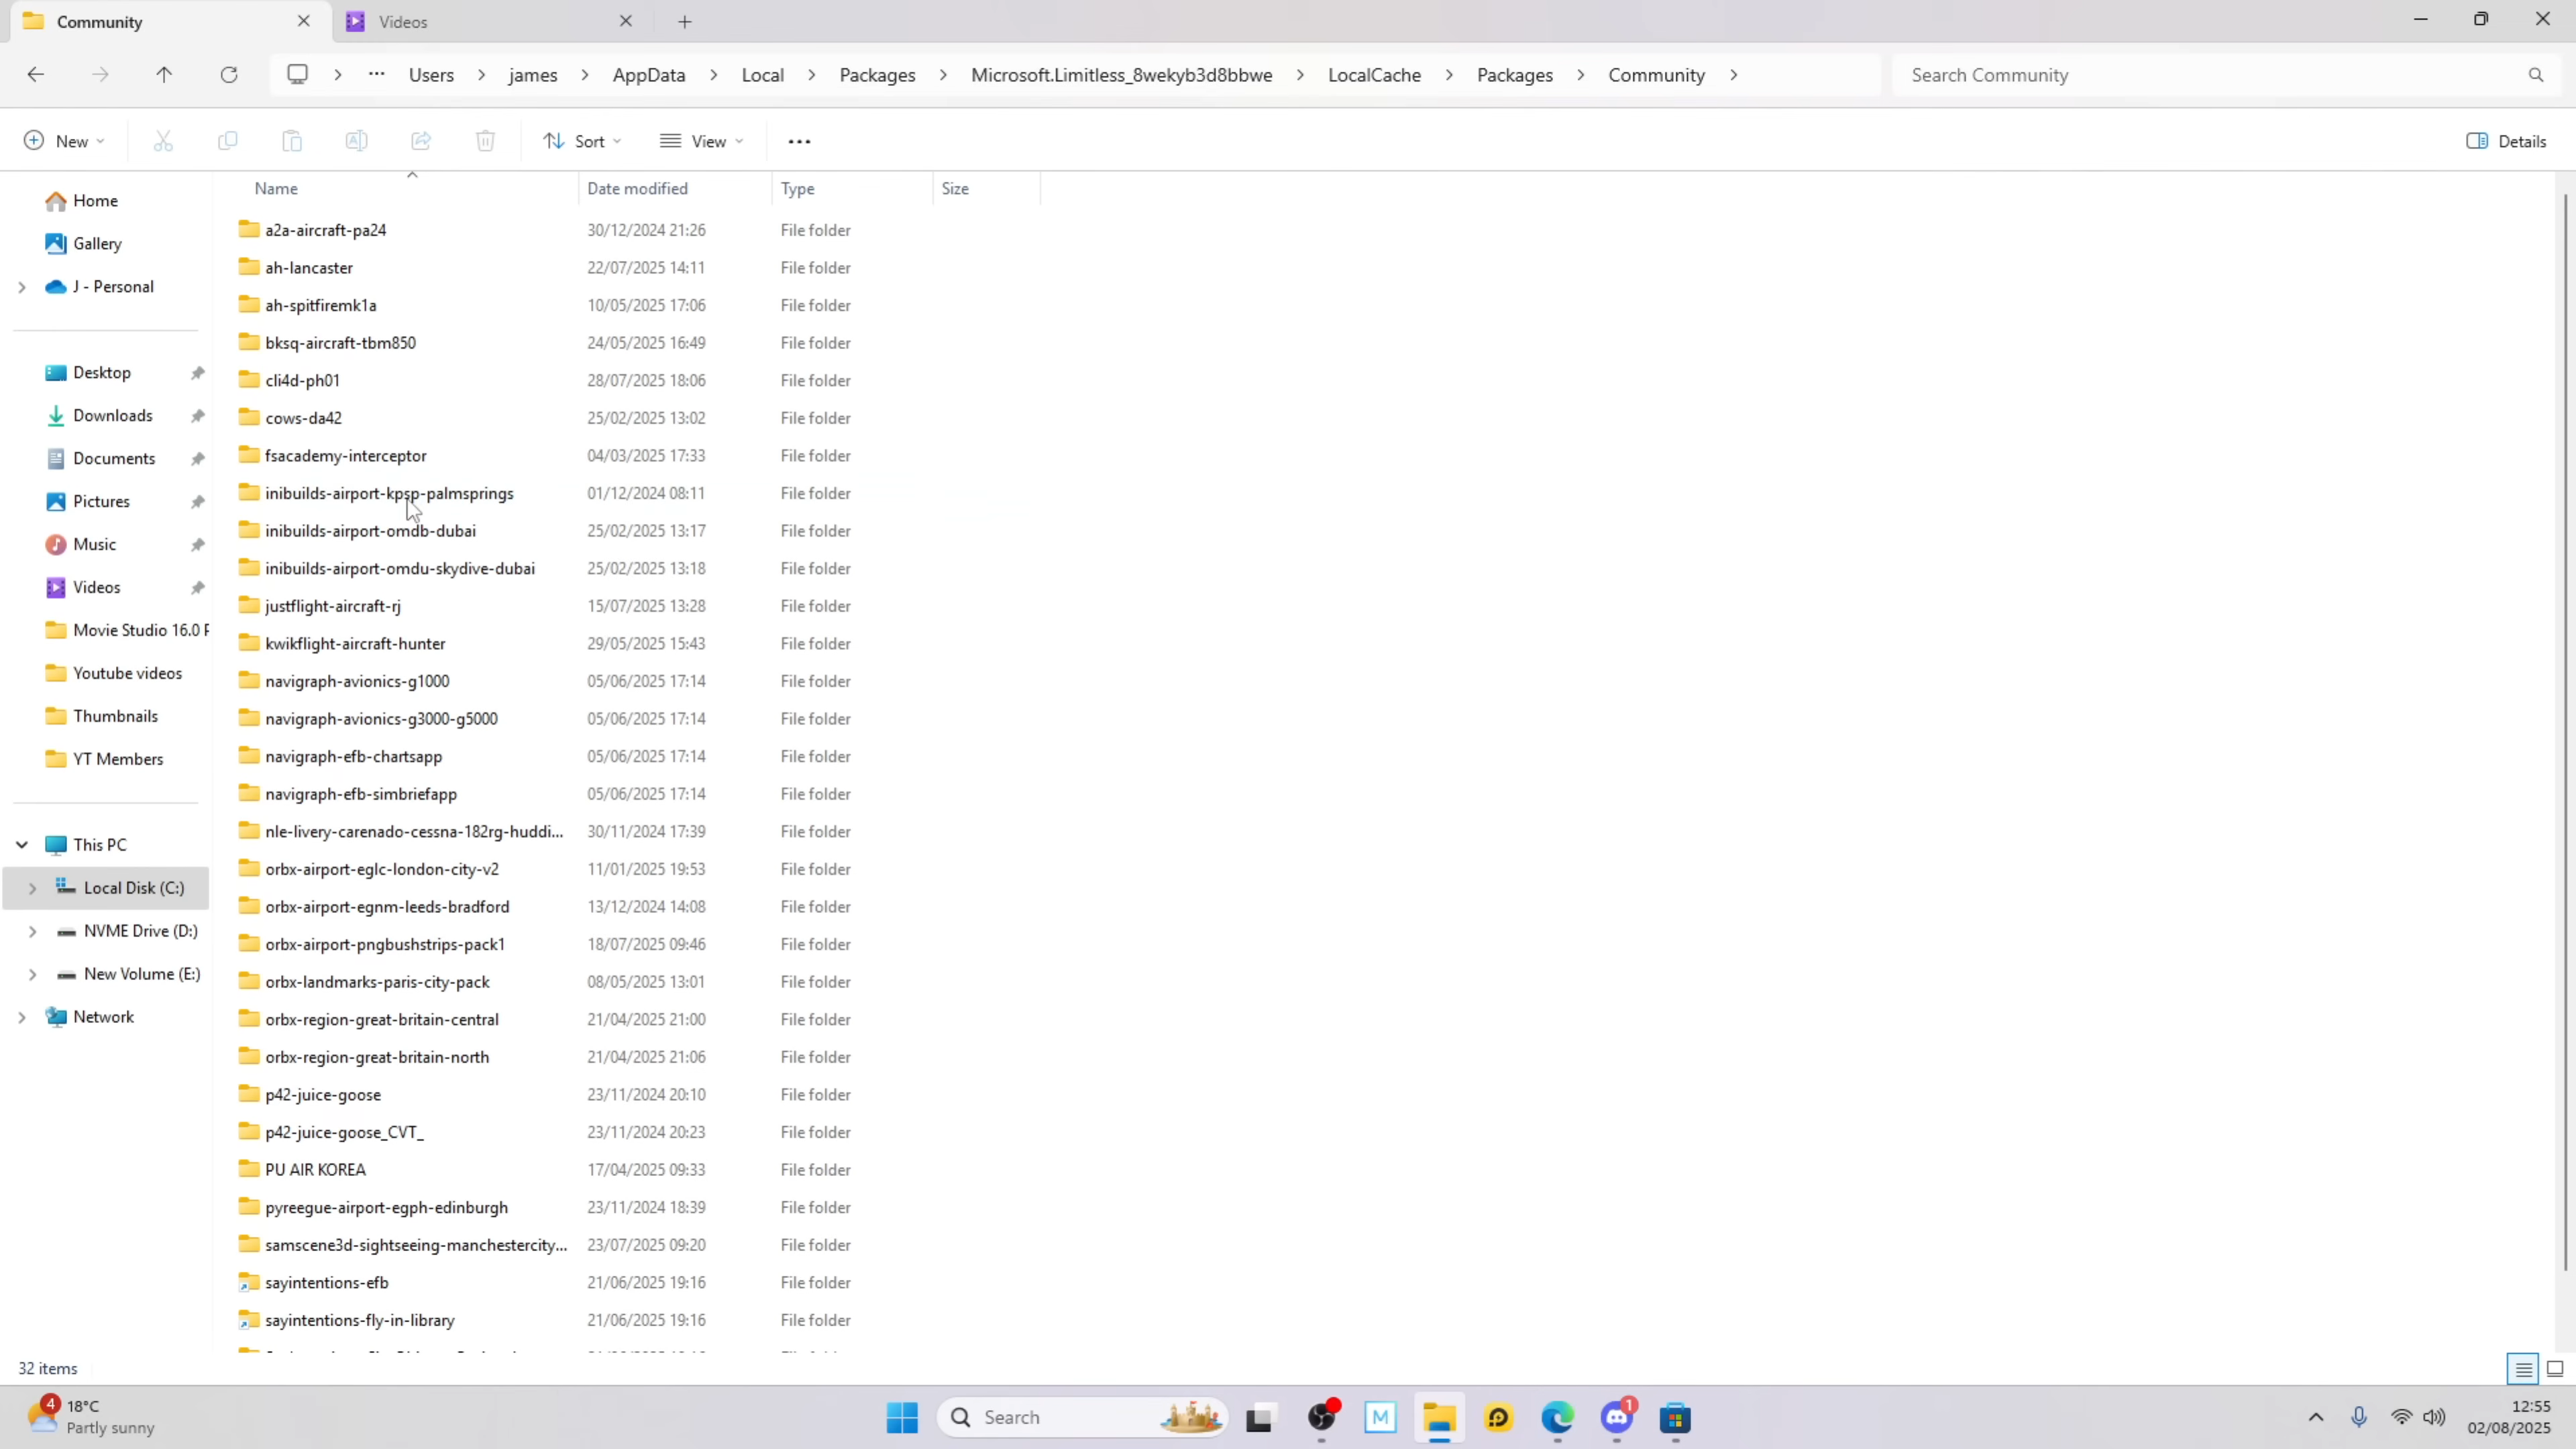 Community
Videos
Users > james > AppData > Local > Packages > Microsoft.Limitless_8wekyb3d8bbwe > LocalCache > Packages > Community >
Search Community
New
Sort
View
Details
Name Date modified Type Size
Home
Gallery
J - Personal
Desktop
Downloads
Documents
Pictures
Music
Videos
Movie Studio 16.0 P
Youtube videos
Thumbnails
YT Members
This PC
Local Disk (C:)
NVME Drive (D:)
New Volume (E:)
Network
a2a-aircraft-pa24 30/12/2024 21:26 File folder
ah-lancaster 22/07/2025 14:11 File folder
ah-spitfiremk1a 10/05/2025 17:06 File folder
bksq-aircraft-tbm850 24/05/2025 16:49 File folder
cli4d-ph01 28/07/2025 18:06 File folder
cows-da42 25/02/2025 13:02 File folder
fsacademy-interceptor 04/03/2025 17:33 File folder
inibuilds-airport-kpsp-palmsprings 01/12/2024 08:11 File folder
inibuilds-airport-omdb-dubai 25/02/2025 13:17 File folder
inibuilds-airport-omdu-skydive-dubai 25/02/2025 13:18 File folder
justflight-aircraft-rj 15/07/2025 13:28 File folder
kwikflight-aircraft-hunter 29/05/2025 15:43 File folder
navigraph-avionics-g1000 05/06/2025 17:14 File folder
navigraph-avionics-g3000-g5000 05/06/2025 17:14 File folder
navigraph-efb-chartsapp 05/06/2025 17:14 File folder
navigraph-efb-simbriefapp 05/06/2025 17:14 File folder
nle-livery-carenado-cessna-182rg-huddi... 30/11/2024 17:39 File folder
orbx-airport-eglc-london-city-v2 11/01/2025 19:53 File folder
orbx-airport-egnm-leeds-bradford 13/12/2024 14:08 File folder
orbx-airport-pngbushstrips-pack1 18/07/2025 09:46 File folder
orbx-landmarks-paris-city-pack 08/05/2025 13:01 File folder
orbx-region-great-britain-central 21/04/2025 21:00 File folder
orbx-region-great-britain-north 21/04/2025 21:06 File folder
p42-juice-goose 23/11/2024 20:10 File folder
p42-juice-goose_CVT_ 23/11/2024 20:23 File folder
PU AIR KOREA 17/04/2025 09:33 File folder
pyreegue-airport-egph-edinburgh 23/11/2024 18:39 File folder
samscene3d-sightseeing-manchestercity... 23/07/2025 09:20 File folder
sayintentions-efb 21/06/2025 19:16 File folder
sayintentions-fly-in-library 21/06/2025 19:16 File folder
32 items
4
18°C
Partly sunny
Search
M
1
12:55
02/08/2025